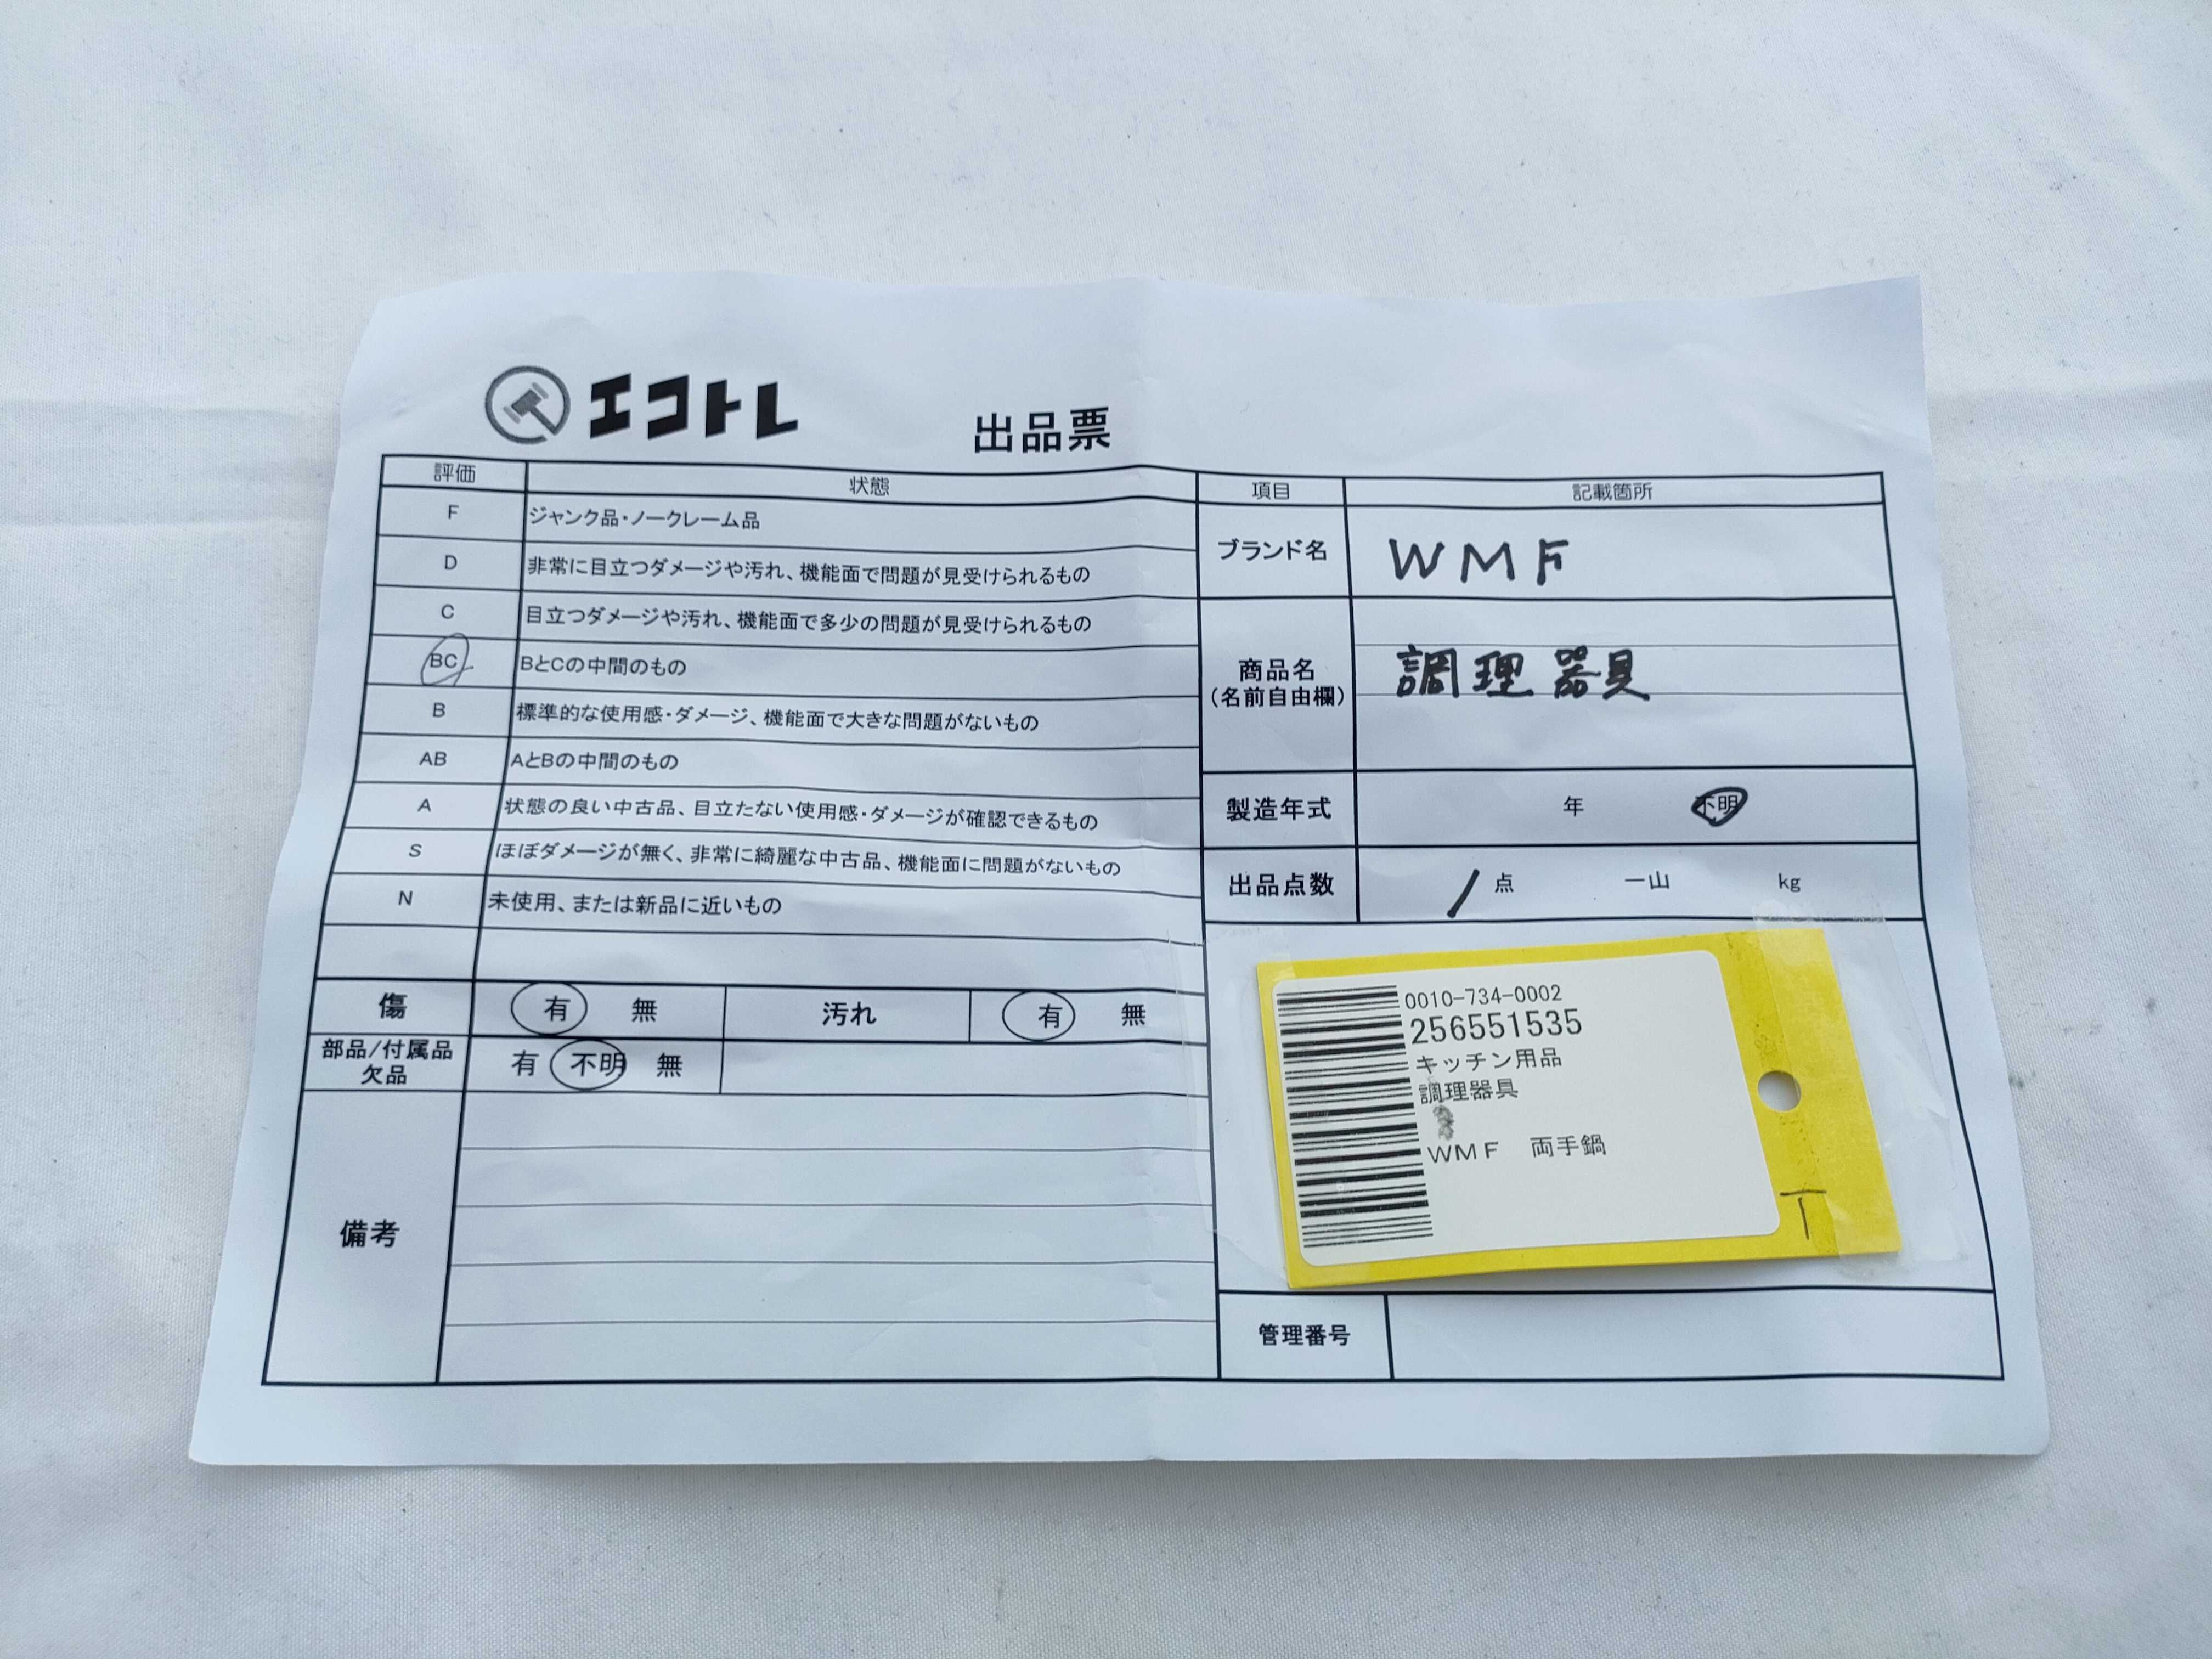 エコトレ
出品票
評価 状態
F ジャンク品・ノークレーム品
D 非常に目立つダメージや汚れ、機能面で問題が見受けられるもの
C 目立つダメージや汚れ、機能面で多少の問題が見受けられるもの
BC BとCの中間のもの
B 標準的な使用感・ダメージ、機能面で大きな問題がないもの
AB AとBの中間のもの
A 状態の良い中古品、目立たない使用感・ダメージが確認できるもの
S ほぼダメージが無く、非常に綺麗な中古品、機能面に問題がないもの
N 未使用、または新品に近いもの
傷 有 無 汚れ 有 無
部品/付属品
欠品
有 不明 無
備考
項目 記載箇所
ブランド名 WMF
商品名
(名前自由欄)
調理器具
製造年式 年 不明
出品点数 1 点 一山 kg
0010-734-0002
256551535
キッチン用品
調理器具
WMF 両手鍋
T
管理番号